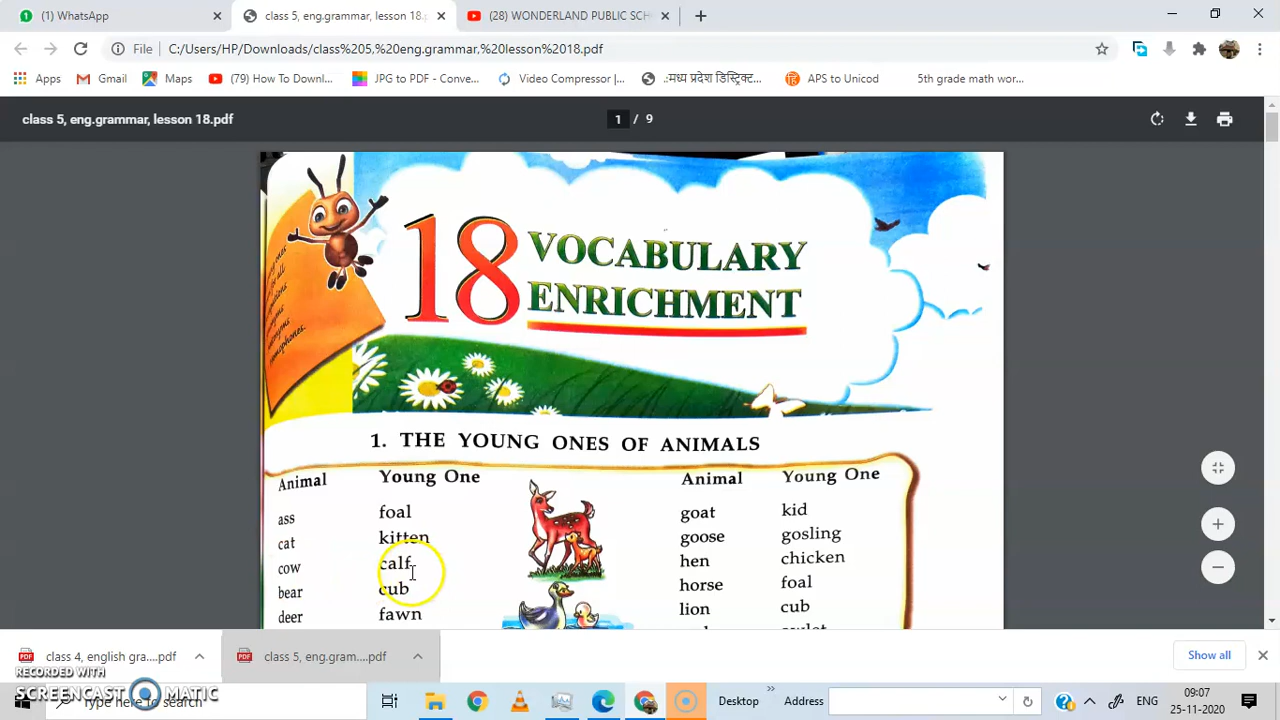 (1) WhatsApp
class 5, eng.grammar, lesson 18.
(28) WONDERLAND PUBLIC SCH
File
C:/Users/HP/Downloads/class%205,%20eng.grammar,%20lesson%2018.pdf
Apps
Gmail
Maps
(79) How To Downl...
JPG to PDF - Conve...
Video Compressor |...
.:मध्य प्रदेश डिस्ट्रिक्ट...
APS to Unicod
5th grade math wor...
class 5, eng.grammar, lesson 18.pdf
1 / 9
18 VOCABULARY
ENRICHMENT
homophones.
1. THE YOUNG ONES OF ANIMALS
Animal Young One Animal Young One
ass foal goat kid
cat kitten goose gosling
cow calf hen chicken
bear cub horse foal
deer fawn lion cub
owlet
class 4, english gra....pdf
class 5, eng.gram....pdf
Show all
RECORDED WITH
SCREENCAST MATIC
Type here to search
Desktop
Address
ENG
09:07
25-11-2020